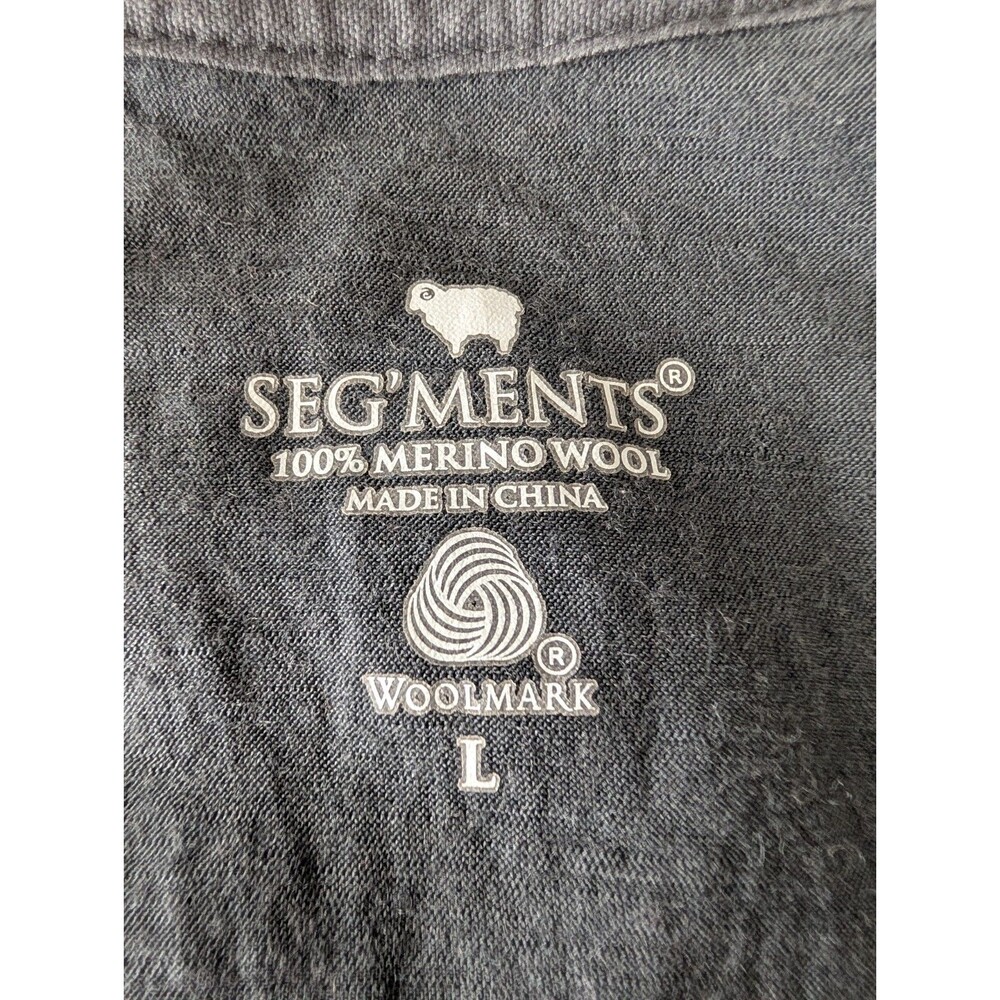 SEG'MENTS®
100% MERINO WOOL
MADE IN CHINA
®
WOOLMARK
L